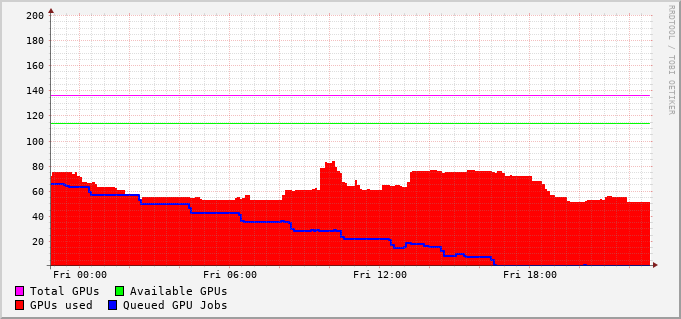 RRDTOOL / TOBI OETIKER
200
180
160
140
120
100
80
60
40
20
Fri 00:00 Fri 06:00 Fri 12:00 Fri 18:00
Total GPUs Available GPUs
GPUs used Queued GPU Jobs